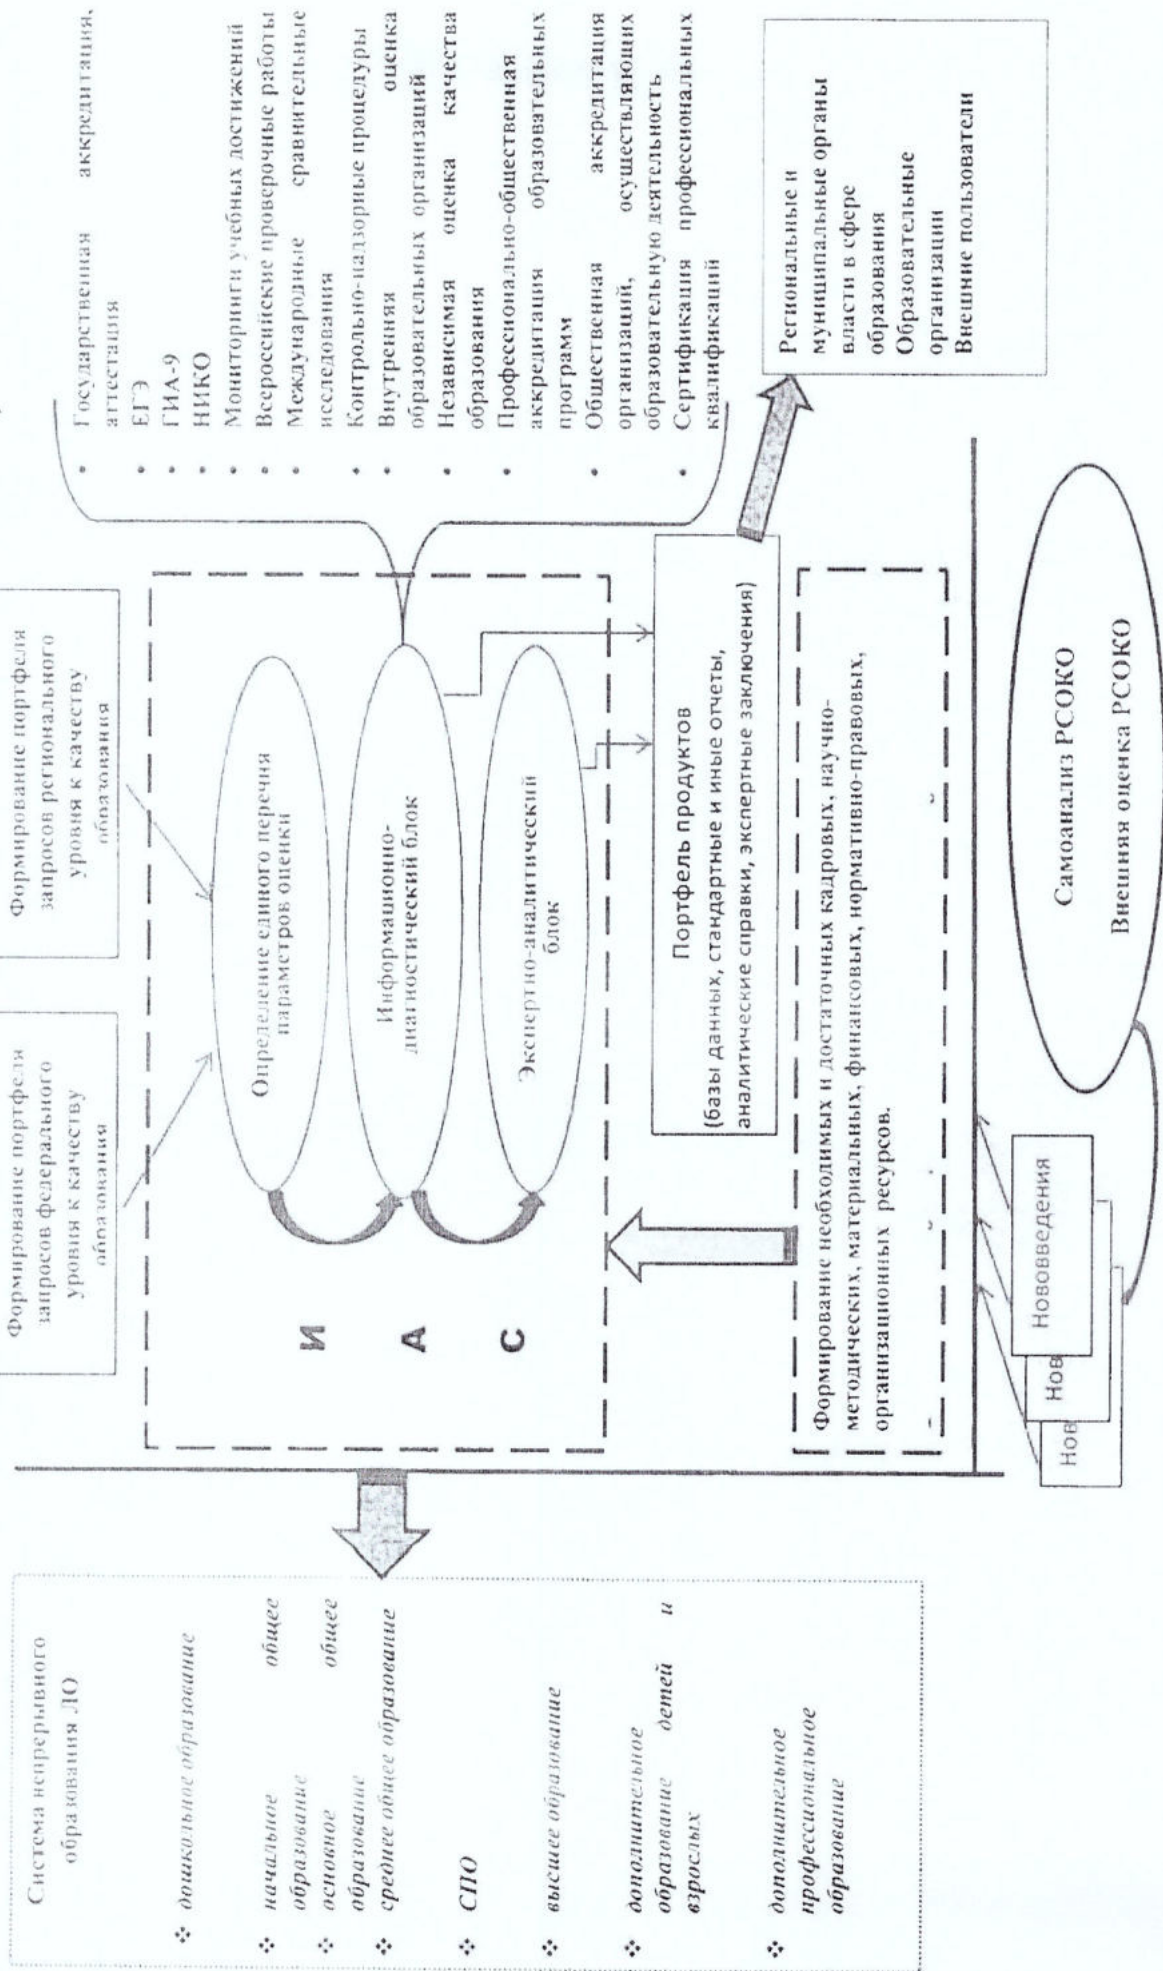 Система непрерывного
образования ЛО
❖ дошкольное образование
❖ начальное общее
образование
❖ основное общее
образование
❖ среднее общее образование
❖ СПО
❖ высшее образование
❖ дополнительное
образование детей и
взрослых
❖ дополнительное
профессиональное
образование
Формирование портфеля
запросов федерального
уровня к качеству
образования
Формирование портфеля
запросов регионального
уровня к качеству
образования
И
А
С
Определение единого перечня
параметров оценки
Информационно-
диагностический блок
Экспертно-аналитический
блок
• Государственная аккредитация,
аттестация
• ЕГЭ
• ГИА-9
• НИКО
• Мониторинги учебных достижений
• Всероссийские проверочные работы
• Международные сравнительные
исследования
• Контрольно-надзорные процедуры
• Внутренняя оценка
образовательных организаций
• Независимая оценка качества
образования
• Профессионально-общественная
аккредитация образовательных
программ
• Общественная аккредитация
организаций, осуществляющих
образовательную деятельность
• Сертификация профессиональных
квалификаций
Портфель продуктов
(базы данных, стандартные и иные отчеты,
аналитические справки, экспертные заключения)
Региональные и
муниципальные органы
власти в сфере
образования
Образовательные
организации
Внешние пользователи
Формирование необходимых и достаточных кадровых, научно-
методических, материальных, финансовых, нормативно-правовых,
организационных ресурсов.
Нов
Нов
Нововведения
Самоанализ РСОКО
Внешняя оценка РСОКО